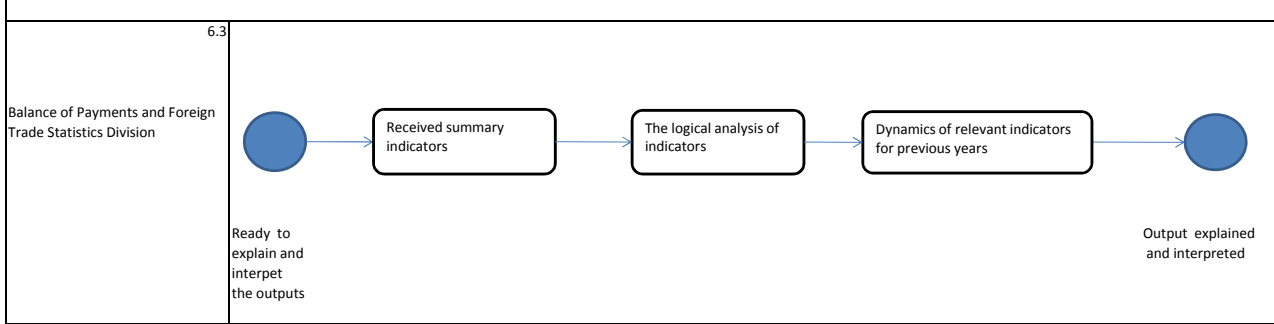 6.3
Balance of Payments and Foreign
Trade Statistics Division
Received summary
indicators
The logical analysis of
indicators
Dynamics of relevant indicators
for previous years
Ready to
explain and
interpet
the outputs
Output explained
and interpreted